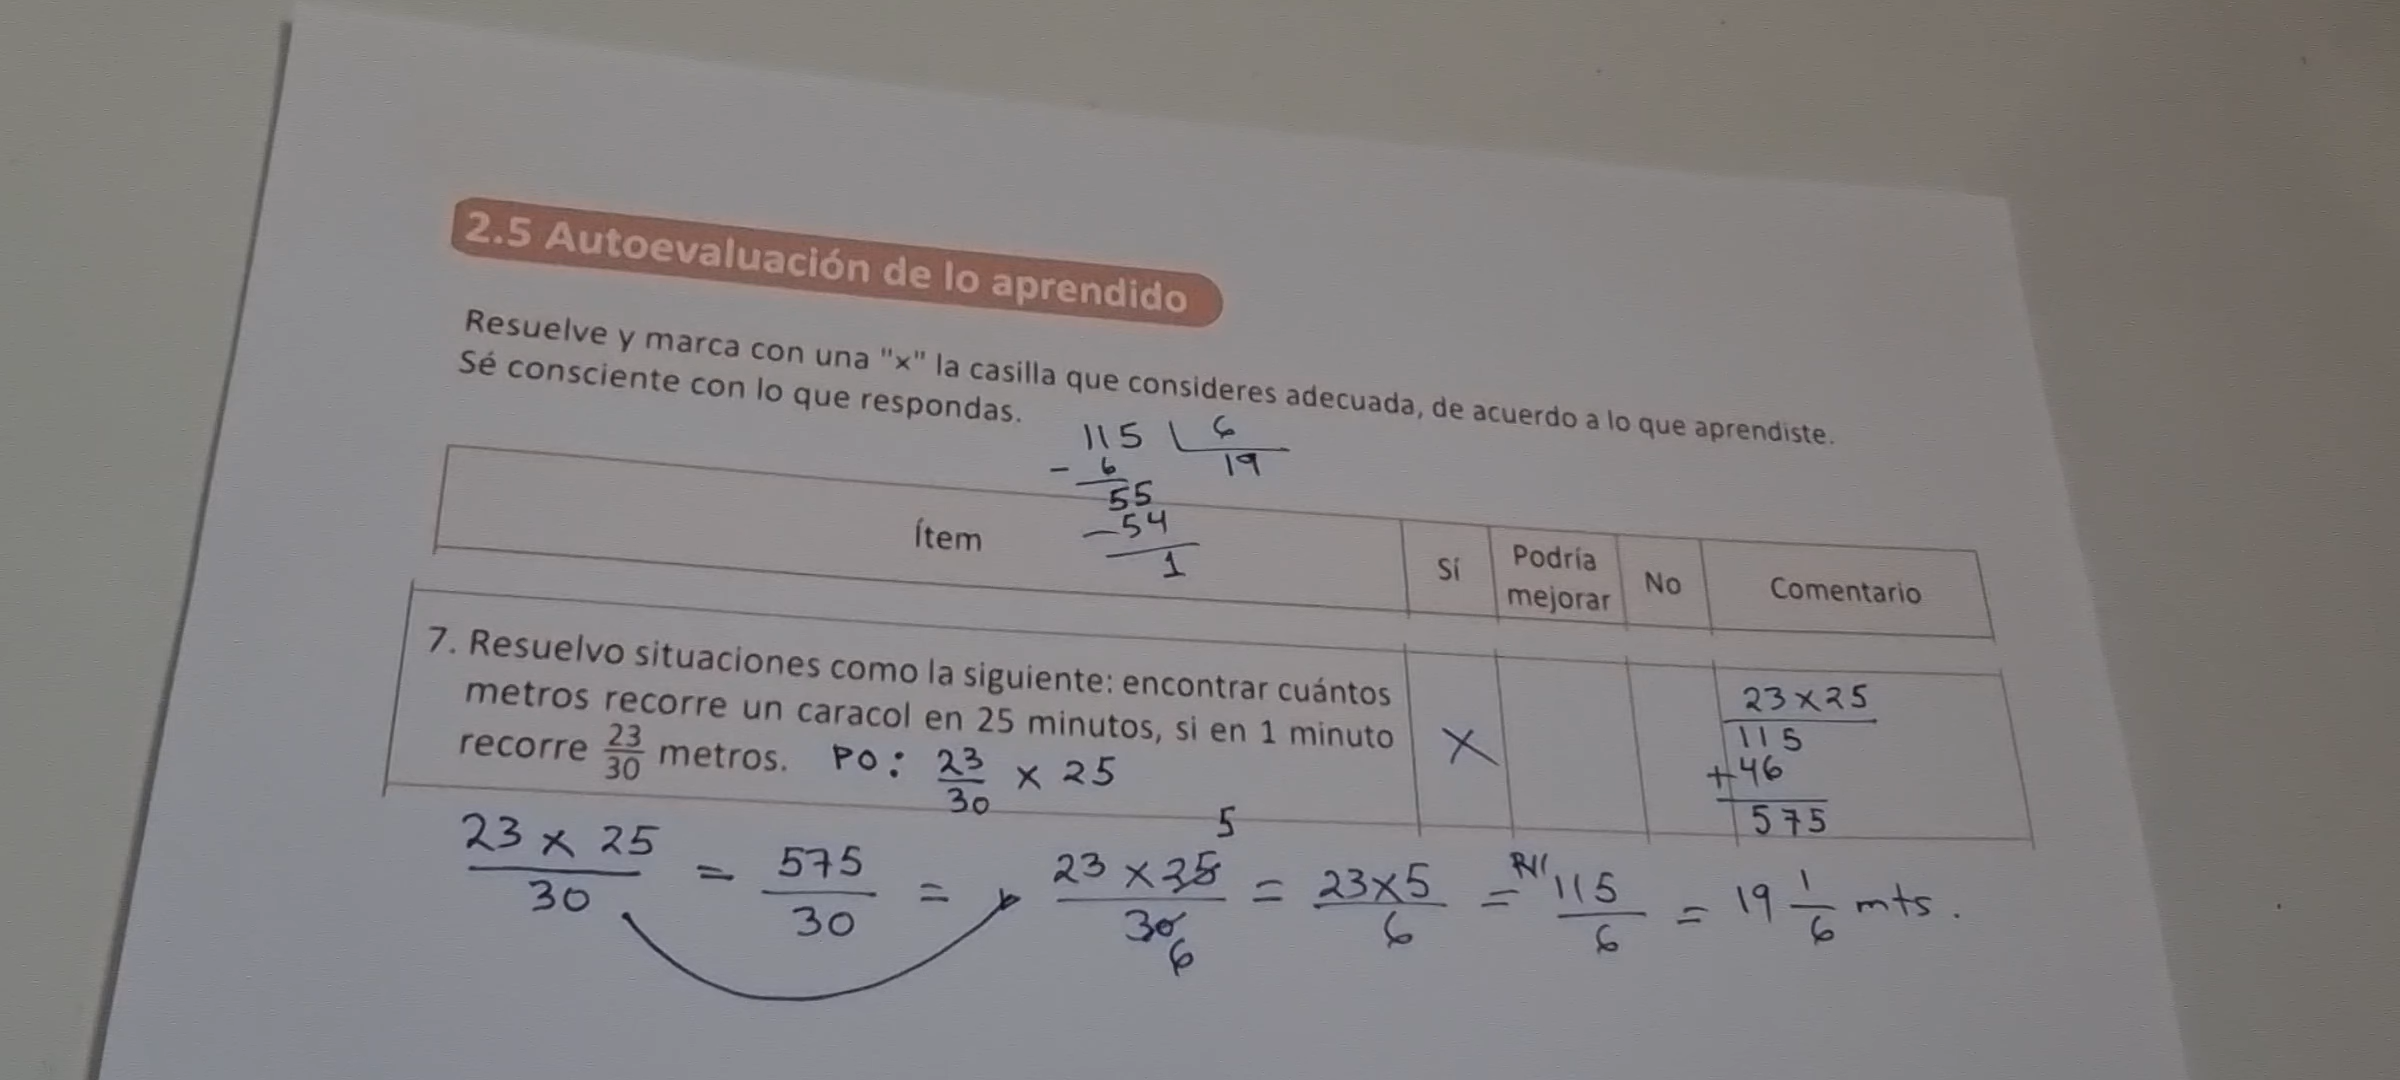 2.5 Autoevaluación de lo aprendido
Resuelve y marca con una "x" la casilla que consideres adecuada, de acuerdo a lo que aprendiste.
Sé consciente con lo que respondas.
115 | 6
- 6 19
55
-54
1
Ítem
Sí
Podría
mejorar
No
Comentario
7. Resuelvo situaciones como la siguiente: encontrar cuántos
metros recorre un caracol en 25 minutos, si en 1 minuto
recorre 23/30 metros. PO: 23/30 x 25
X
23 x 25
115
+46
575
23 x 25/30 = 575/30 = 23 x 25/30 = 23x5/6 = R// 115/6 = 19 1/6 mts.
5
6